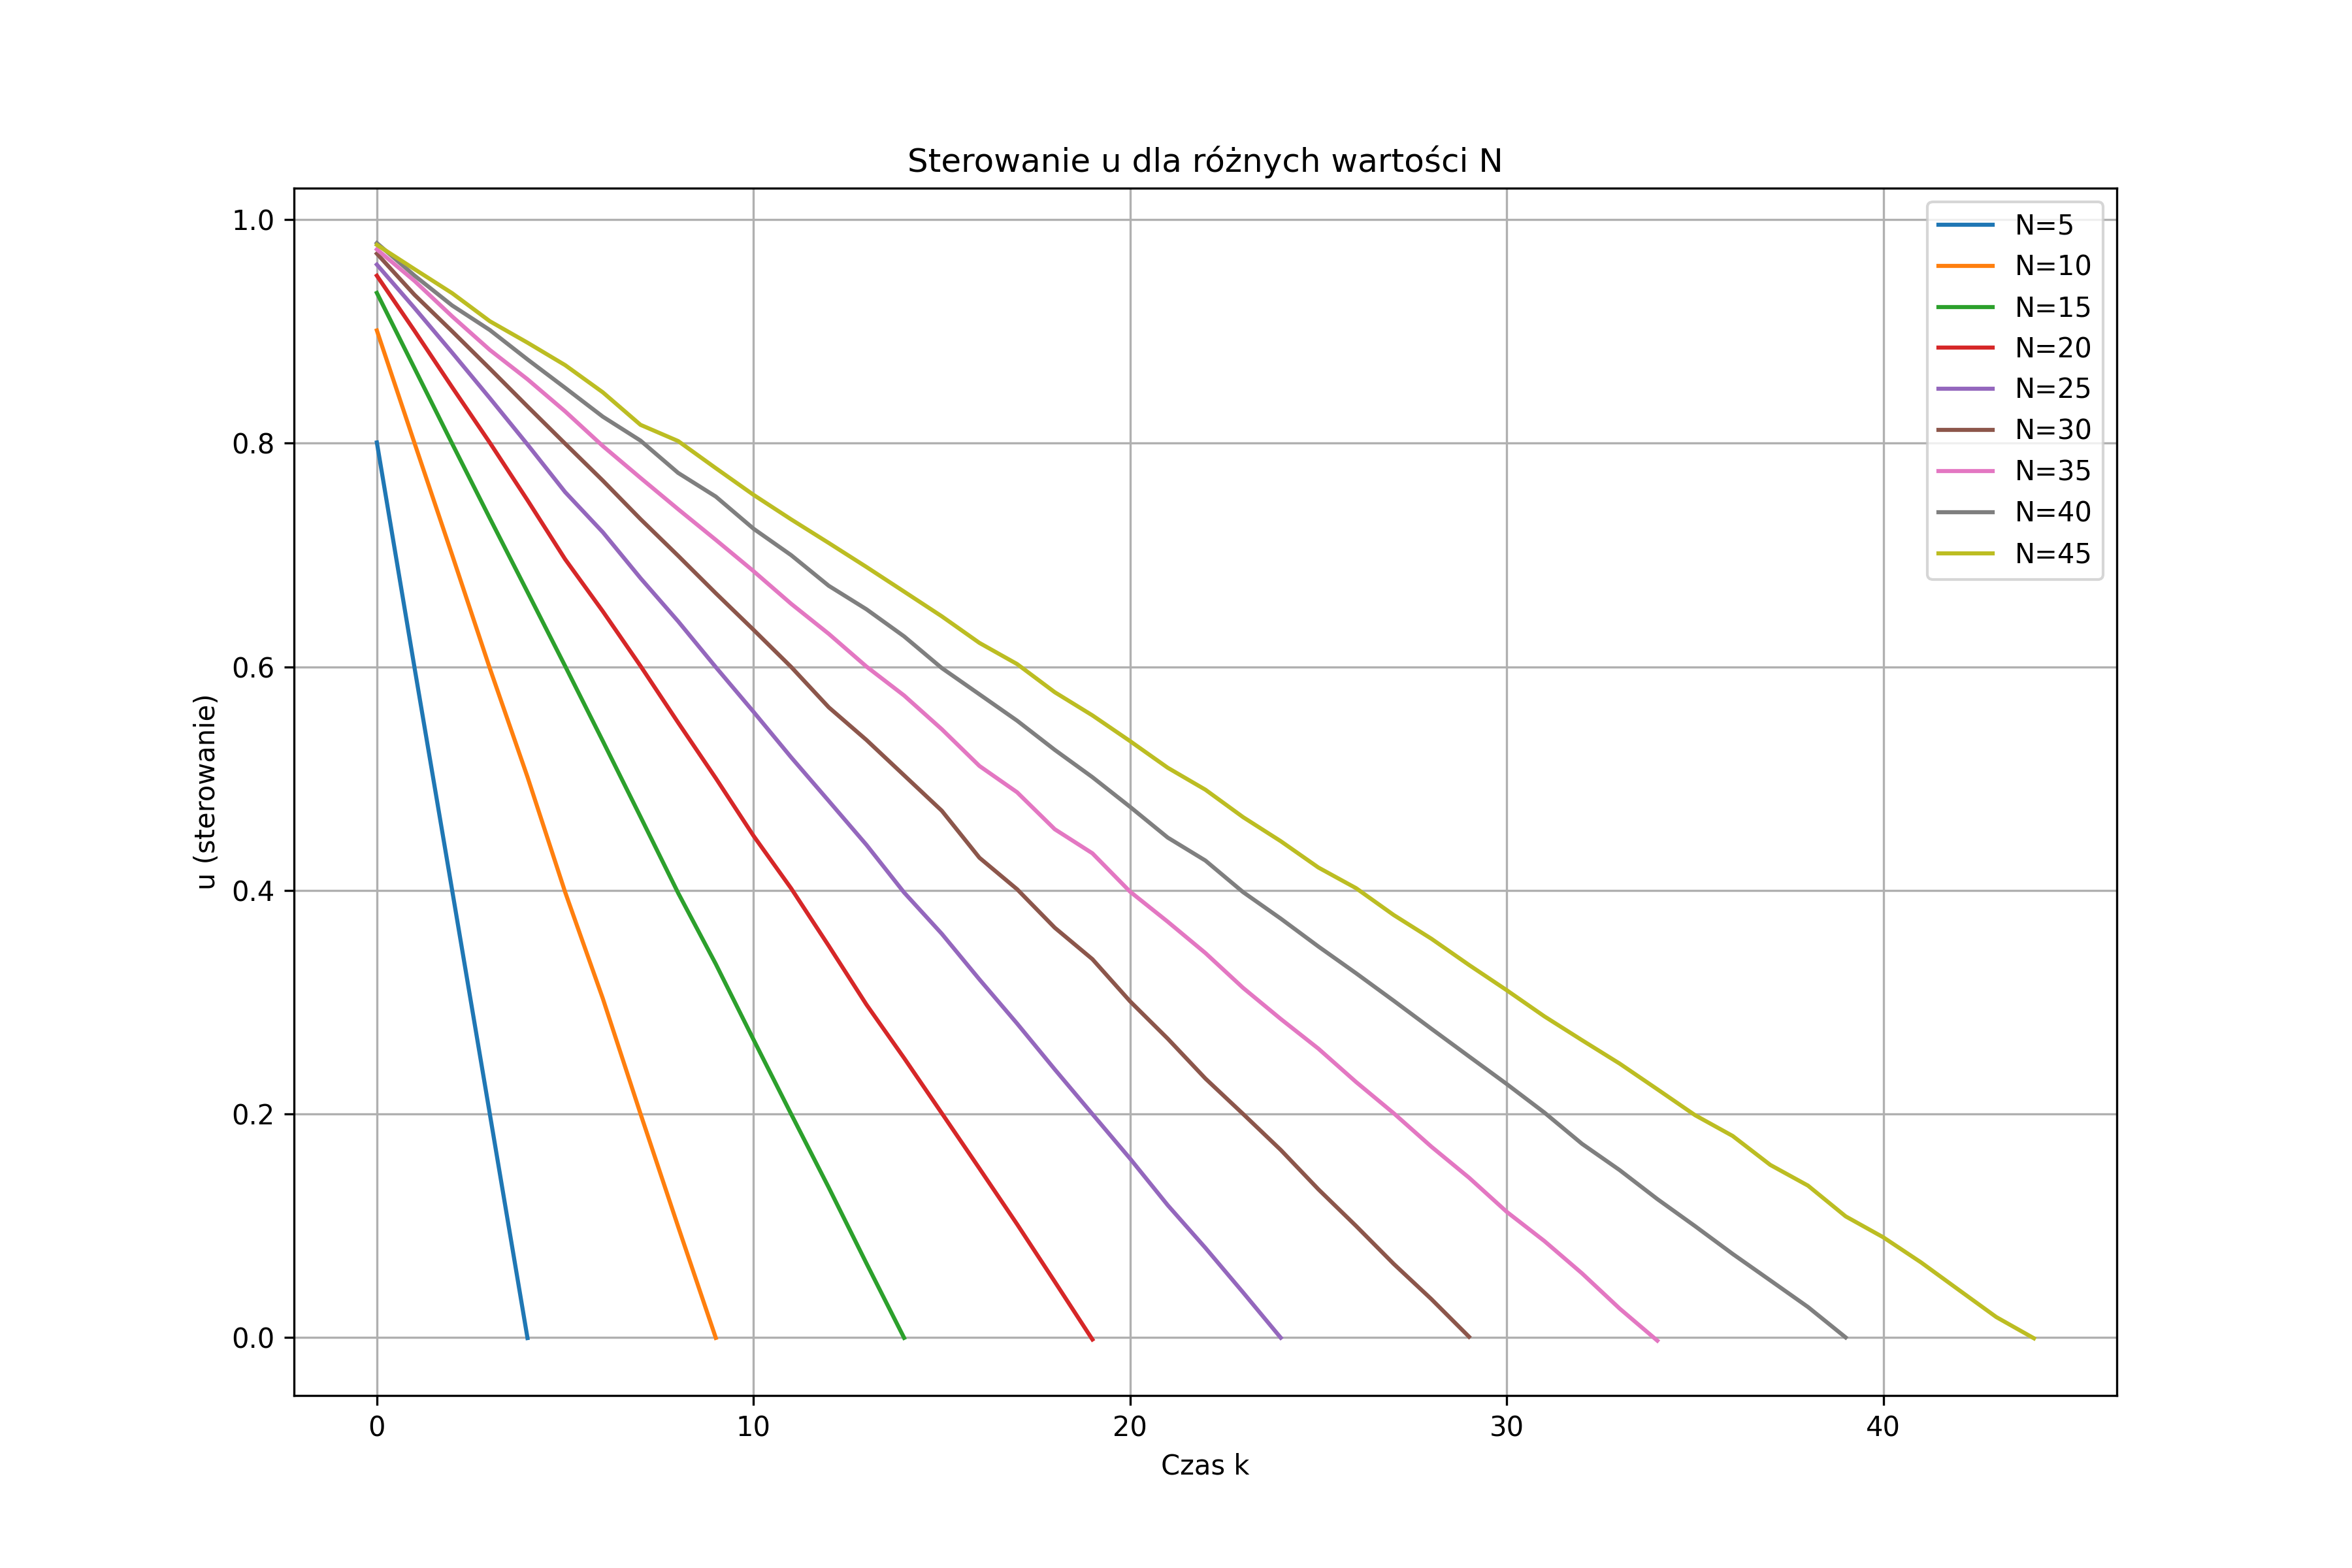 Sterowanie u dla różnych wartości N
1.0
0.8
0.6
0.4
0.2
0.0
u (sterowanie)
0 10 20 30 40
Czas k
N=5
N=10
N=15
N=20
N=25
N=30
N=35
N=40
N=45